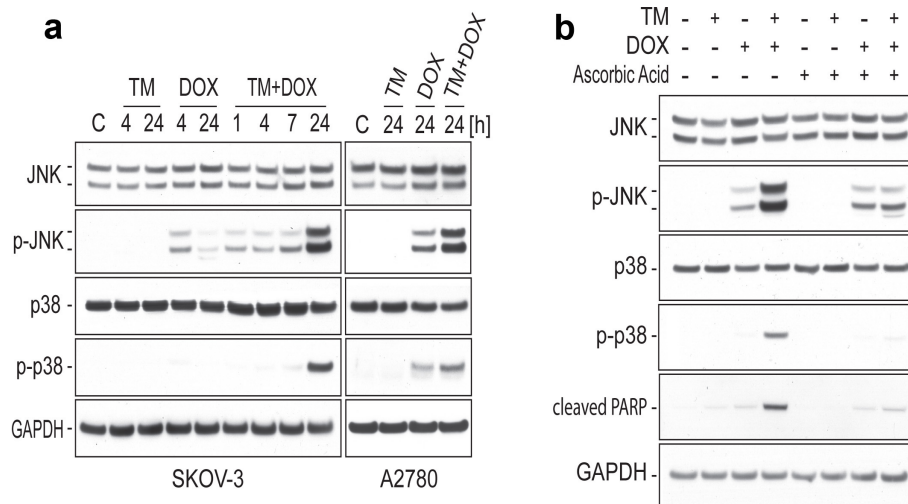 a
TM DOX TM+DOX TM DOX TM+DOX
C 4 24 4 24 1 4 7 24 C 24 24 24 [h]
JNK
p-JNK
p38
p-p38
GAPDH
SKOV-3 A2780
b
TM - + - + - + - +
DOX - - + + - - + +
Ascorbic Acid - - - - + + + +
JNK
p-JNK
p38
p-p38
cleaved PARP
GAPDH